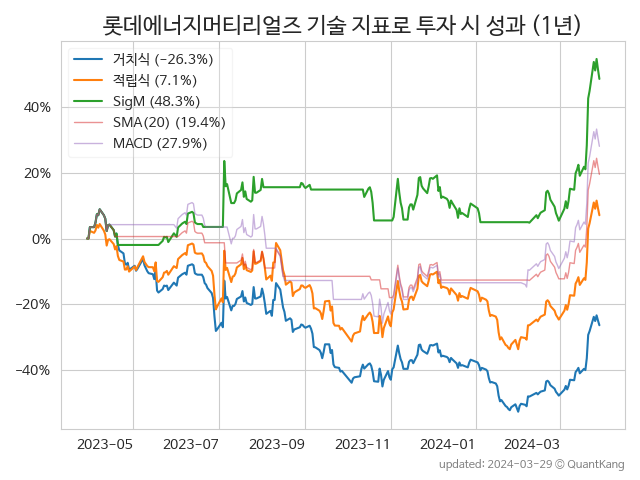 롯데에너지머티리얼즈 기술 지표로 투자 시 성과 (1년)
거치식 (−26.3%)
적립식 (7.1%)
SigM (48.3%)
SMA(20) (19.4%)
MACD (27.9%)
40%
20%
0%
−20%
−40%
2023−05
2023−07
2023−09
2023−11
2024−01
2024−03
updated: 2024−03−29 © QuantKang